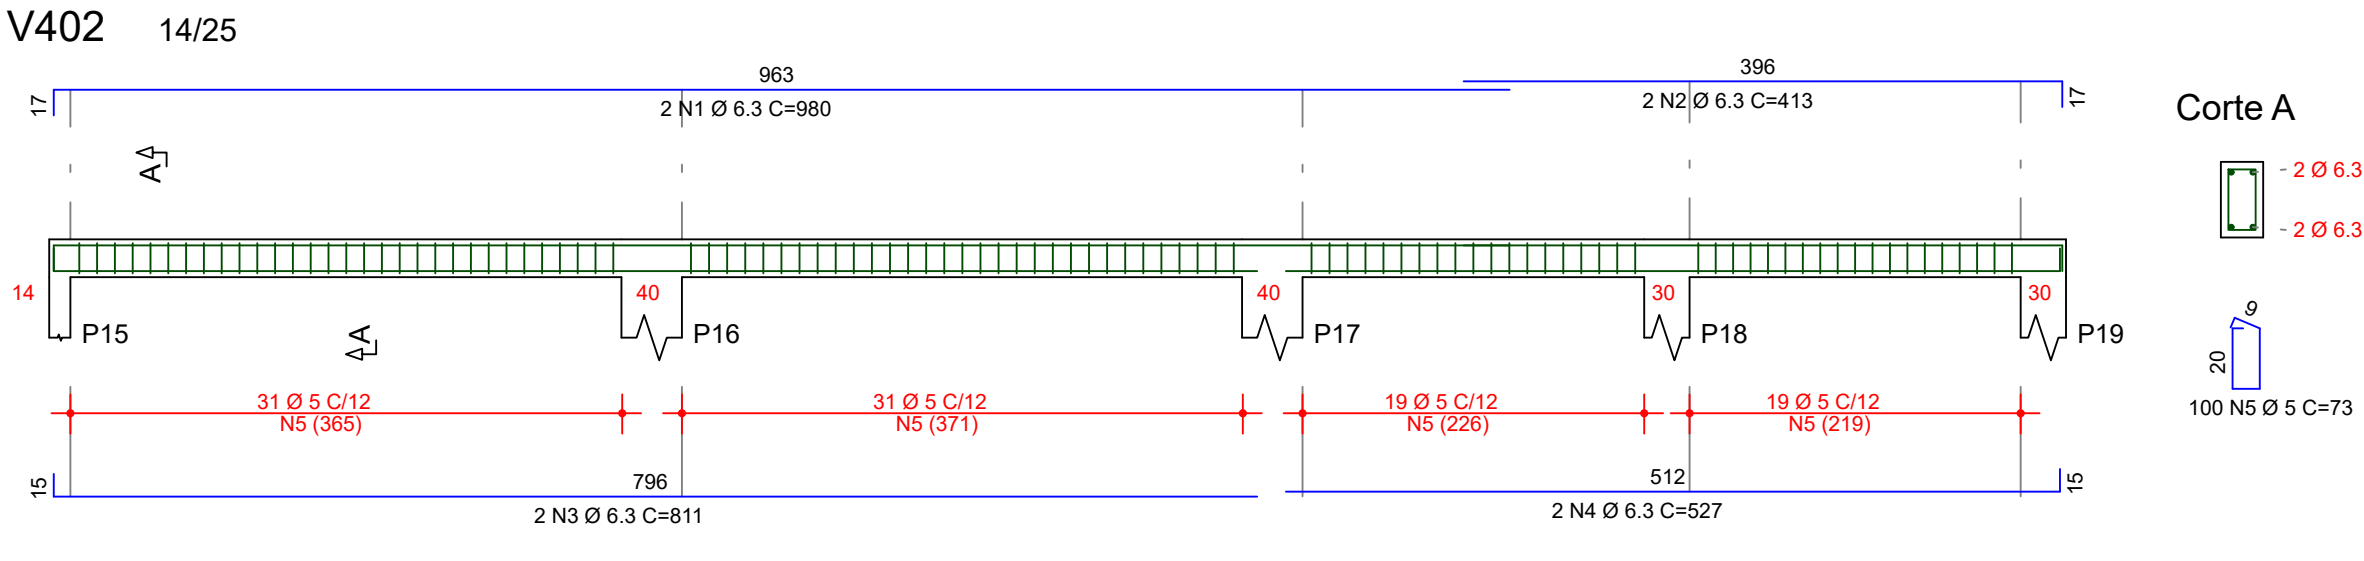 V402 14/25
963
396
17
2 N1 Ø 6.3 C=980
2 N2 Ø 6.3 C=413
17
Corte A
A
2 Ø 6.3
2 Ø 6.3
14
40
40
30
30
P15
A
P16
P17
P18
P19
9
20
100 N5 Ø 5 C=73
31 Ø 5 C/12
N5 (365)
31 Ø 5 C/12
N5 (371)
19 Ø 5 C/12
N5 (226)
19 Ø 5 C/12
N5 (219)
15
796
512
15
2 N3 Ø 6.3 C=811
2 N4 Ø 6.3 C=527